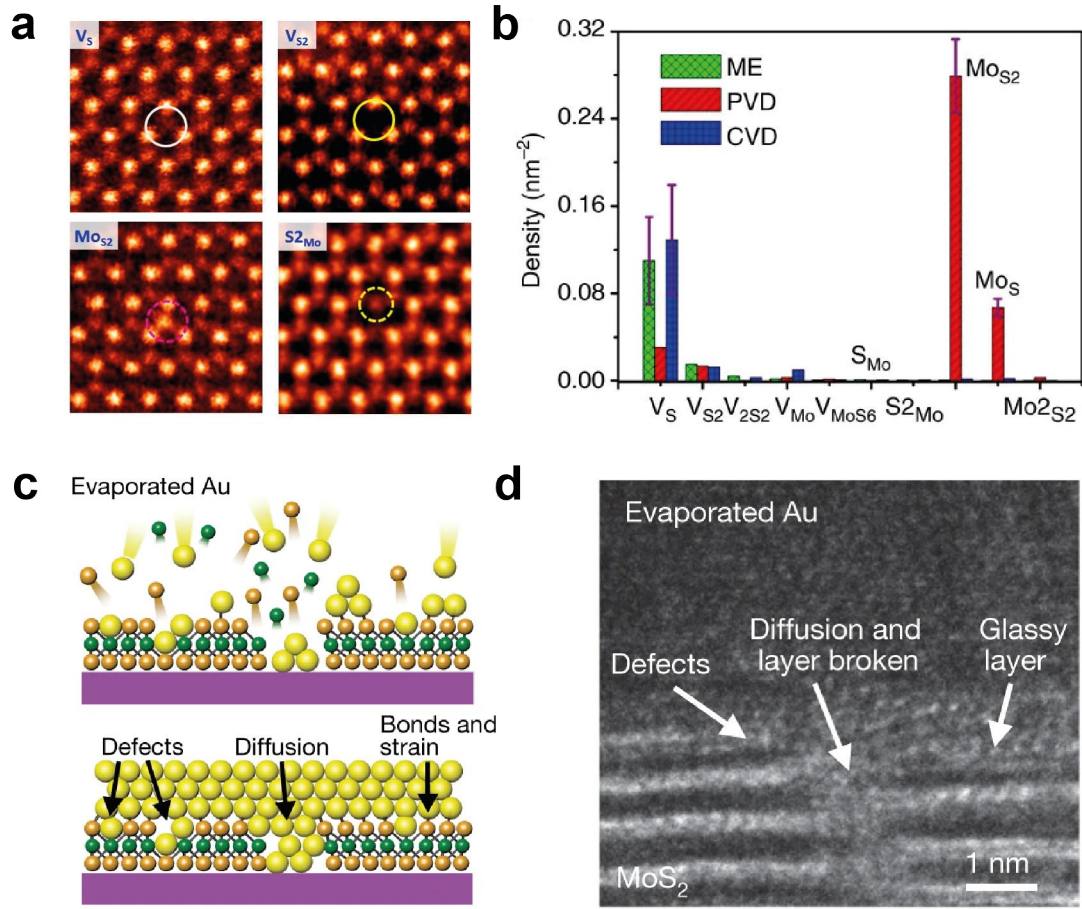 a
V_S
V_S2
Mo_S2
S2_Mo
b
0.32
0.24
0.16
0.08
0.00
Density (nm⁻²)
ME
PVD
CVD
Mo_S2
Mo_S
S_Mo
V_S V_S2 V_2S2 V_Mo V_MoS6 S2_Mo Mo2_S2
c
Evaporated Au
Defects
Diffusion
Bonds and
strain
d
Evaporated Au
Defects
Diffusion and
layer broken
Glassy
layer
MoS₂
1 nm